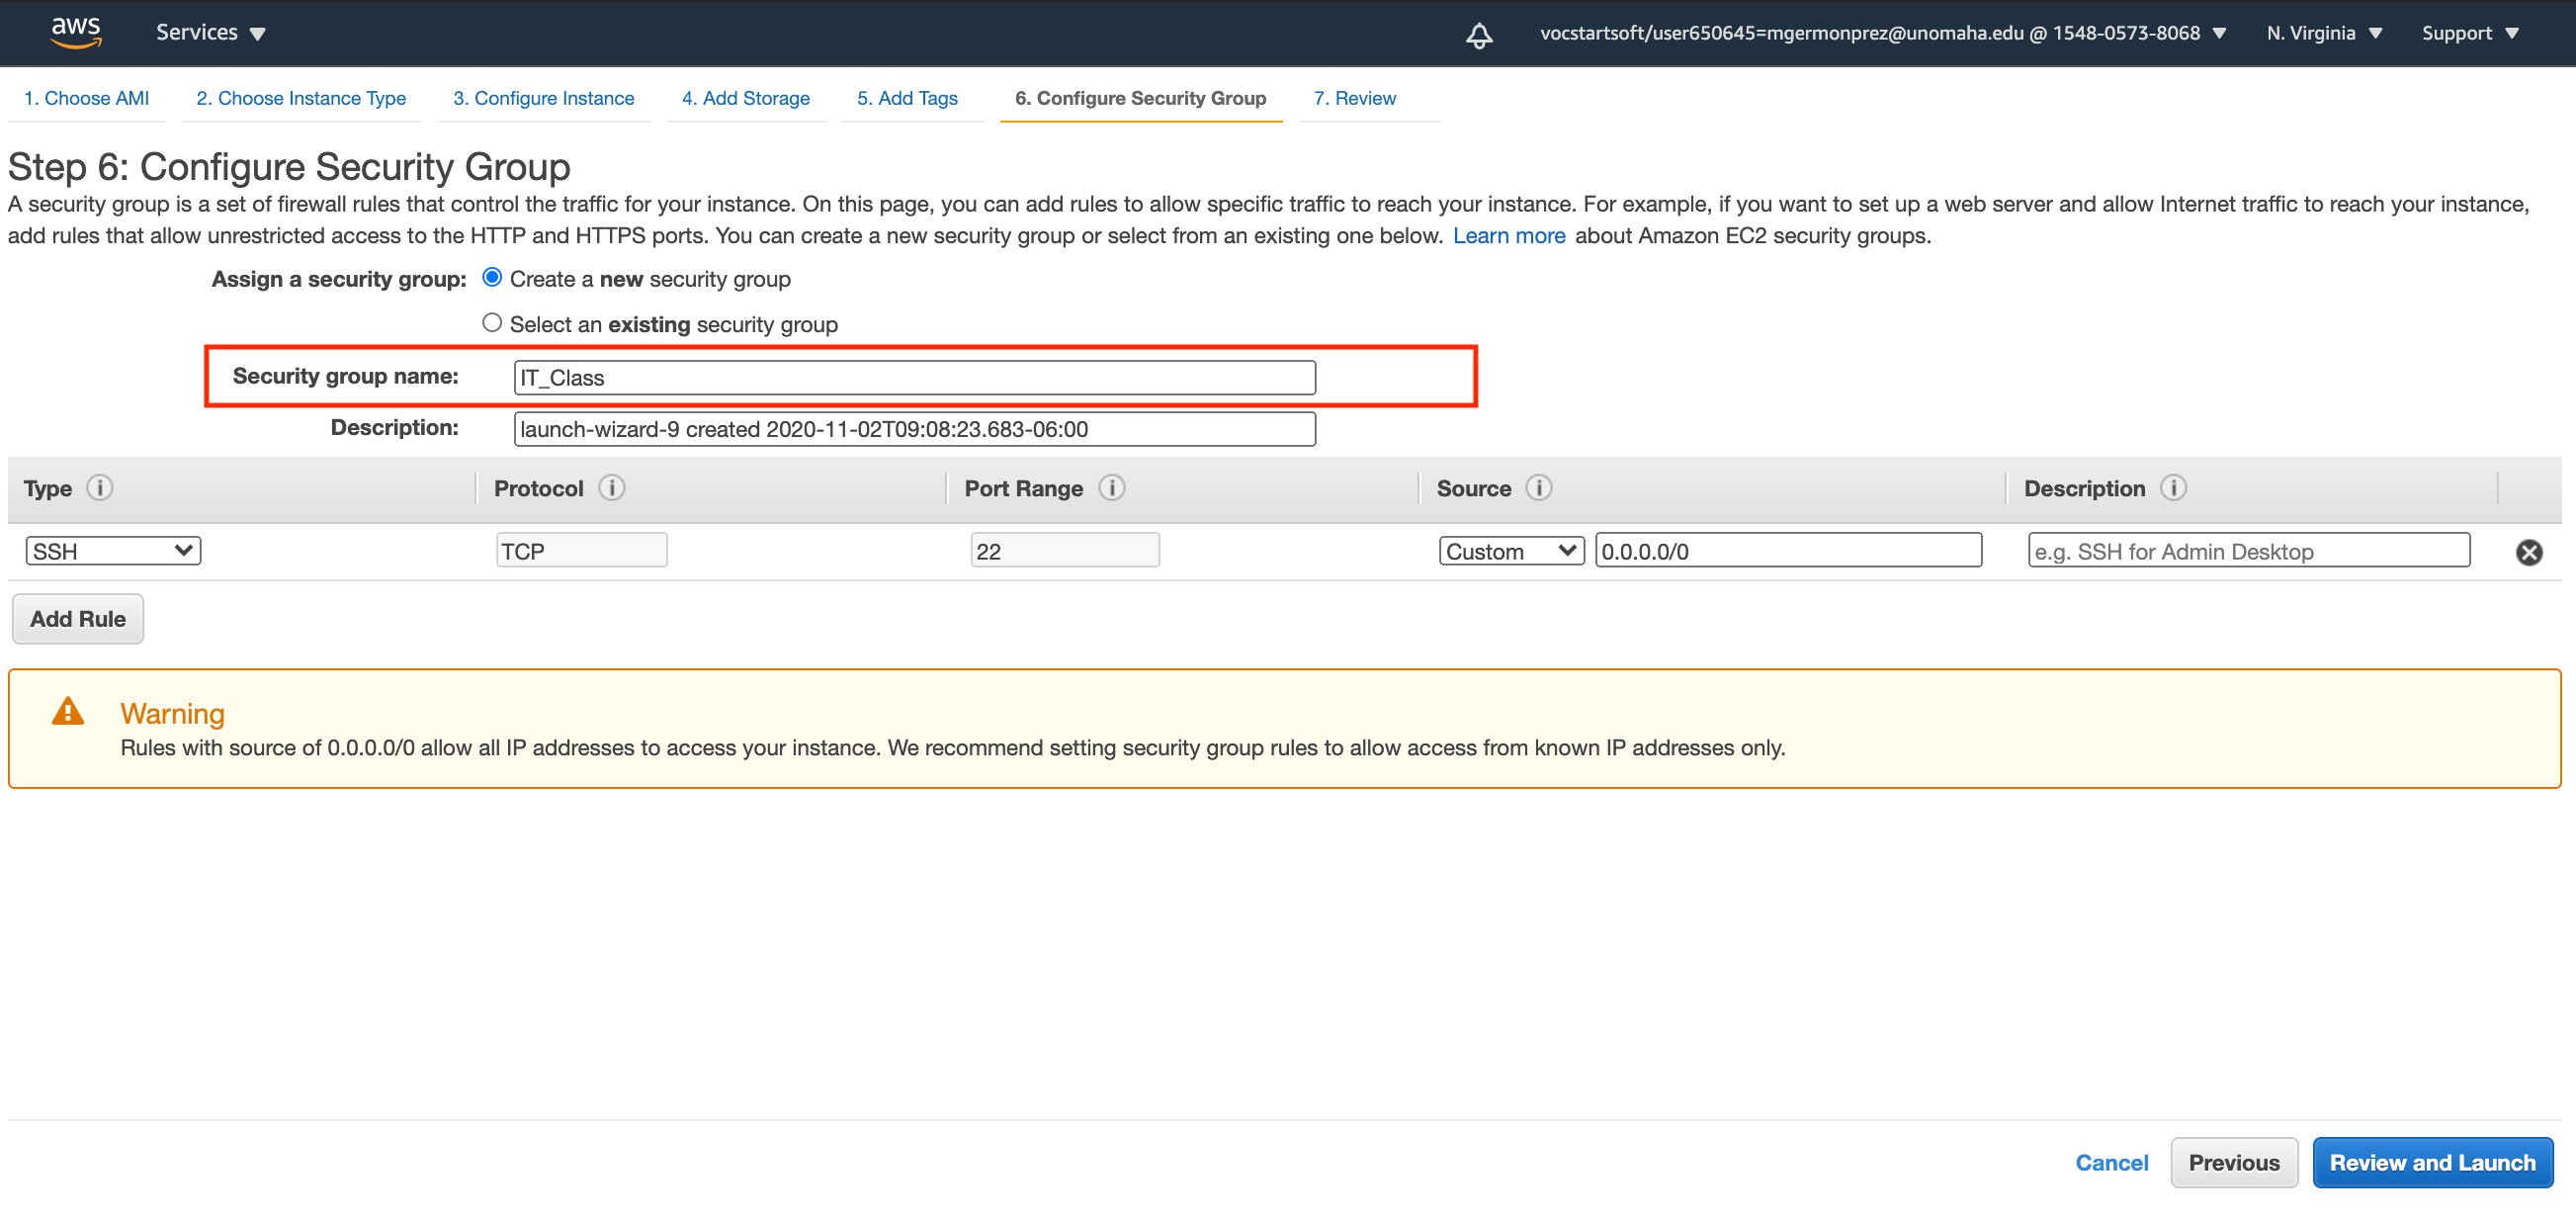 aws Services vocstartsoft/user650645=mgermonprez@unomaha.edu @ 1548-0573-8068 N. Virginia Support
1. Choose AMI 2. Choose Instance Type 3. Configure Instance 4. Add Storage 5. Add Tags 6. Configure Security Group 7. Review
Step 6: Configure Security Group
A security group is a set of firewall rules that control the traffic for your instance. On this page, you can add rules to allow specific traffic to reach your instance. For example, if you want to set up a web server and allow Internet traffic to reach your instance,
add rules that allow unrestricted access to the HTTP and HTTPS ports. You can create a new security group or select from an existing one below. Learn more about Amazon EC2 security groups.
Assign a security group: Create a new security group
Select an existing security group
Security group name: IT_Class
Description: launch-wizard-9 created 2020-11-02T09:08:23.683-06:00
Type i Protocol i Port Range i Source i Description i
SSH TCP 22 Custom 0.0.0.0/0 e.g. SSH for Admin Desktop
Add Rule
Warning
Rules with source of 0.0.0.0/0 allow all IP addresses to access your instance. We recommend setting security group rules to allow access from known IP addresses only.
Cancel Previous Review and Launch